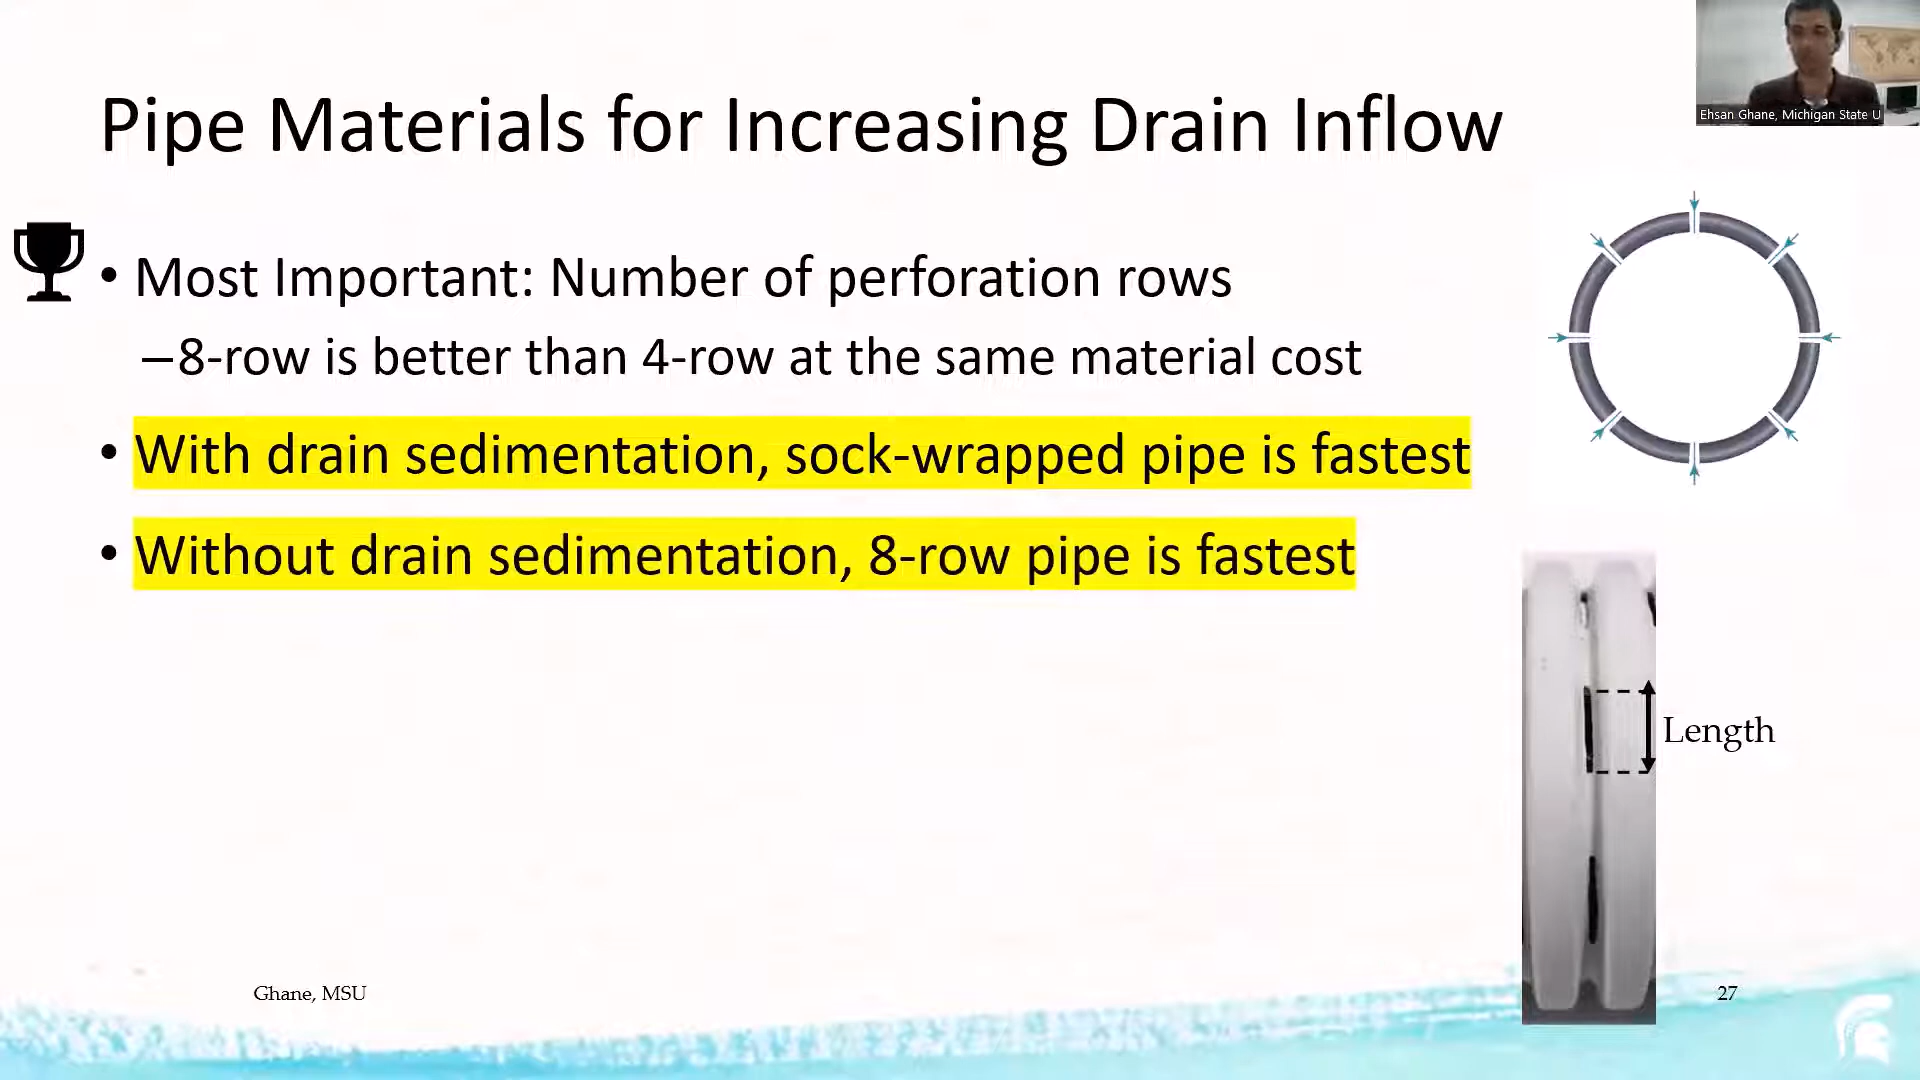 Ehsan Ghane, Michigan State U
Pipe Materials for Increasing Drain Inflow
• Most Important: Number of perforation rows
–8-row is better than 4-row at the same material cost
• With drain sedimentation, sock-wrapped pipe is fastest
• Without drain sedimentation, 8-row pipe is fastest
Length
Ghane, MSU
27